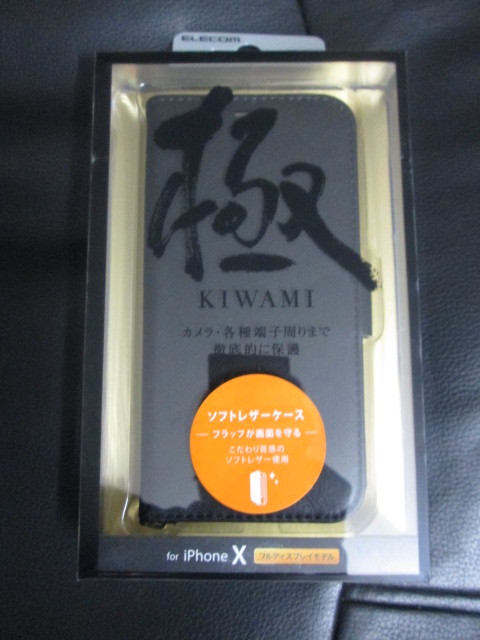 ELECOM
極
KIWAMI
カメラ・各種端子周りまで
徹底的に保護
ソフトレザーケース
フラップが画面を守る
こだわり質感の
ソフトレザー使用
for iPhone X フルディスプレイモデル